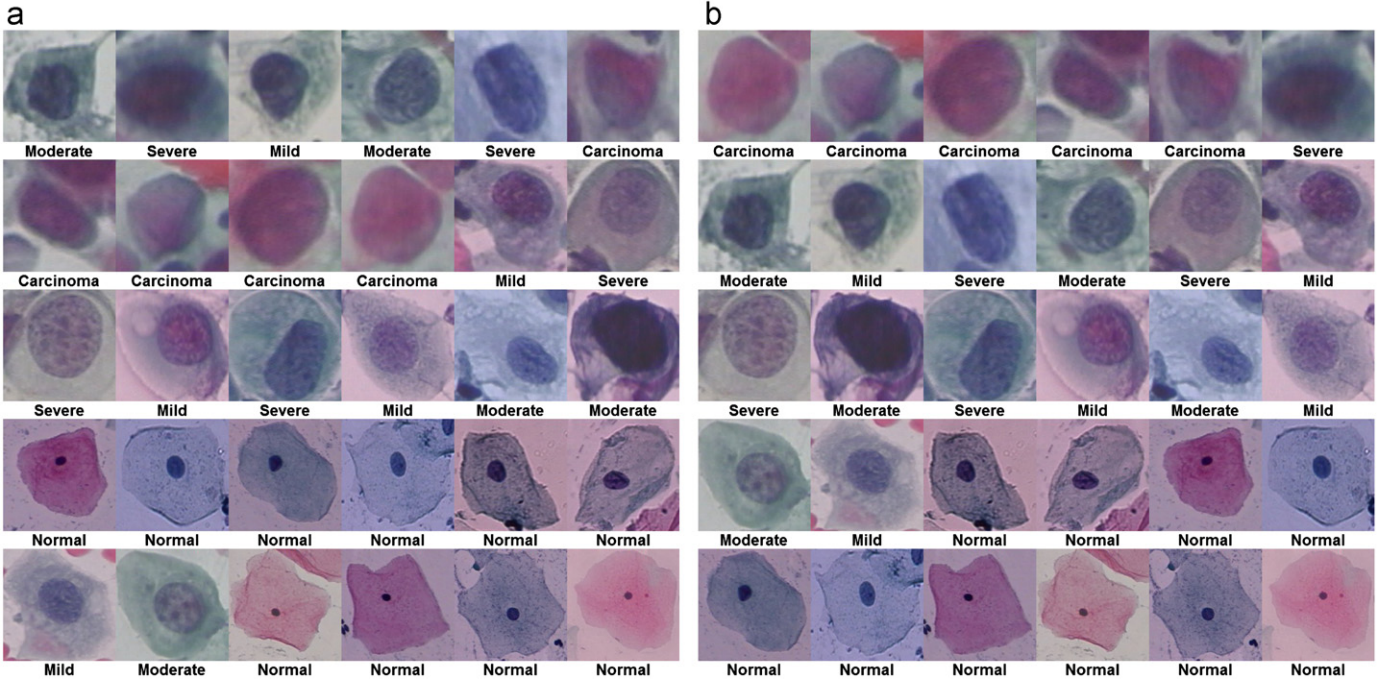 a
Moderate Severe Mild Moderate Severe Carcinoma
Carcinoma Carcinoma Carcinoma Carcinoma Mild Severe
Severe Mild Severe Mild Moderate Moderate
Normal Normal Normal Normal Normal Normal
Mild Moderate Normal Normal Normal Normal
b
Carcinoma Carcinoma Carcinoma Carcinoma Carcinoma Severe
Moderate Mild Severe Moderate Severe Mild
Severe Moderate Severe Mild Moderate Mild
Moderate Mild Normal Normal Normal Normal
Normal Normal Normal Normal Normal Normal